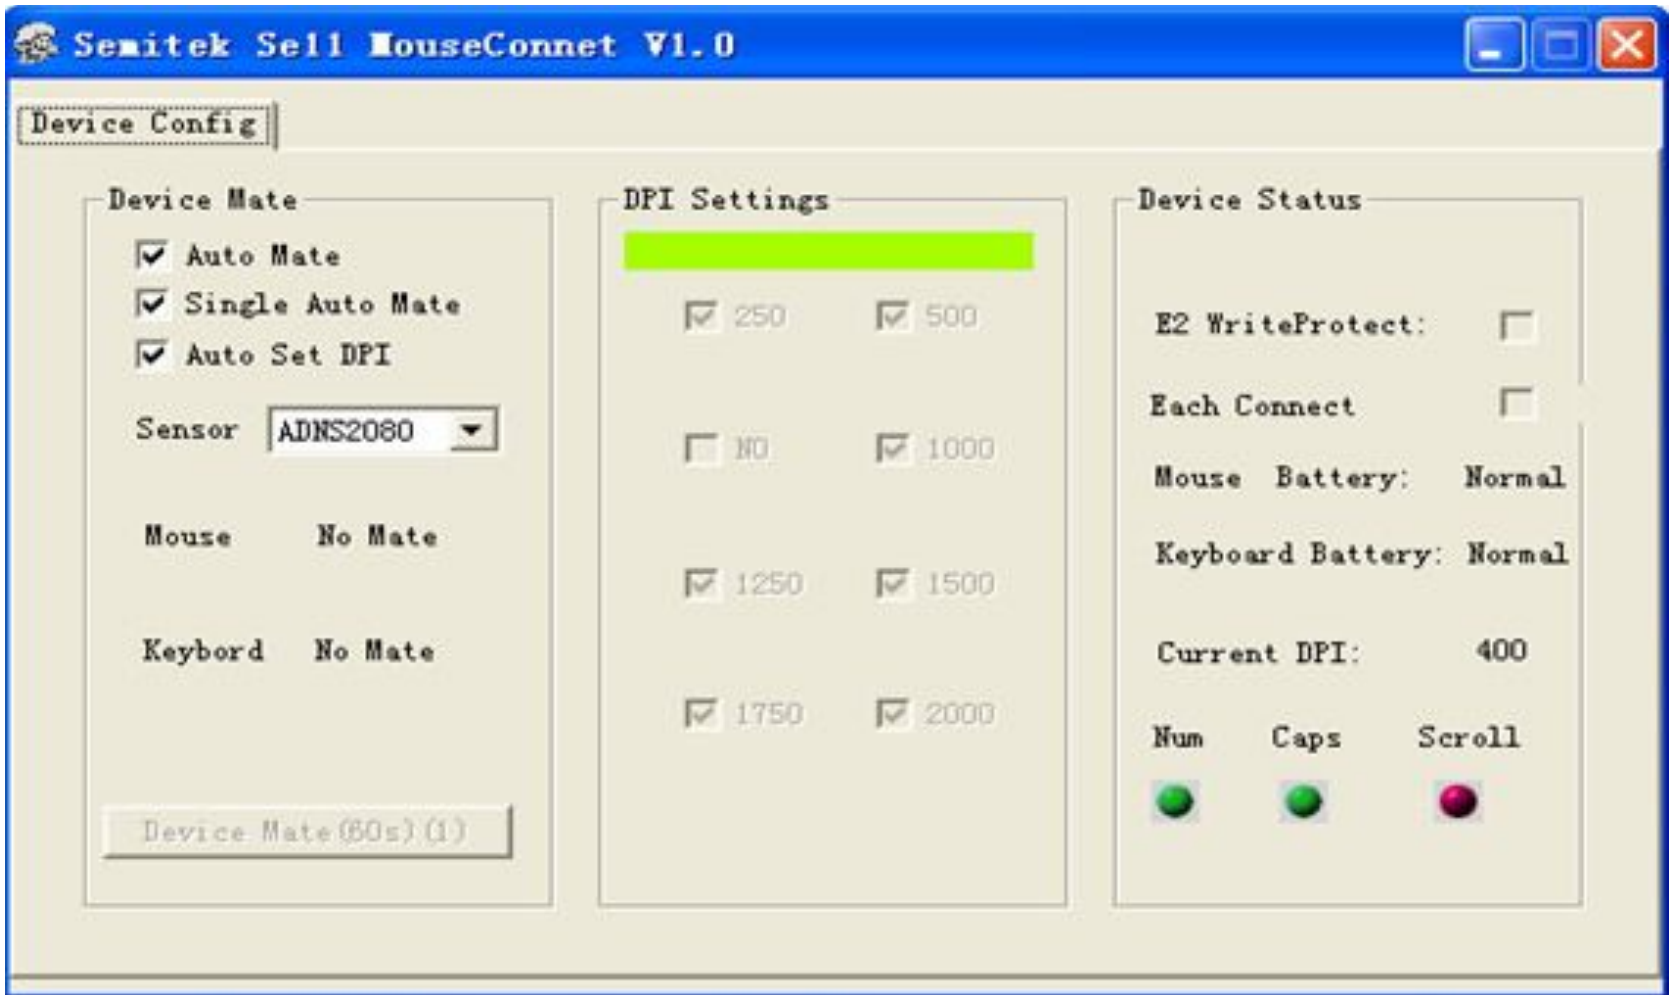 Semitek Sell MouseConnet V1.0
Device Config
Device Mate
Auto Mate
Single Auto Mate
Auto Set DPI
Sensor ADNS2080
Mouse No Mate
Keybord No Mate
Device Mate(60s)(1)
DPI Settings
250 500
NO 1000
1250 1500
1750 2000
Device Status
E2 WriteProtect:
Each Connect
Mouse Battery: Normal
Keyboard Battery: Normal
Current DPI: 400
Num Caps Scroll